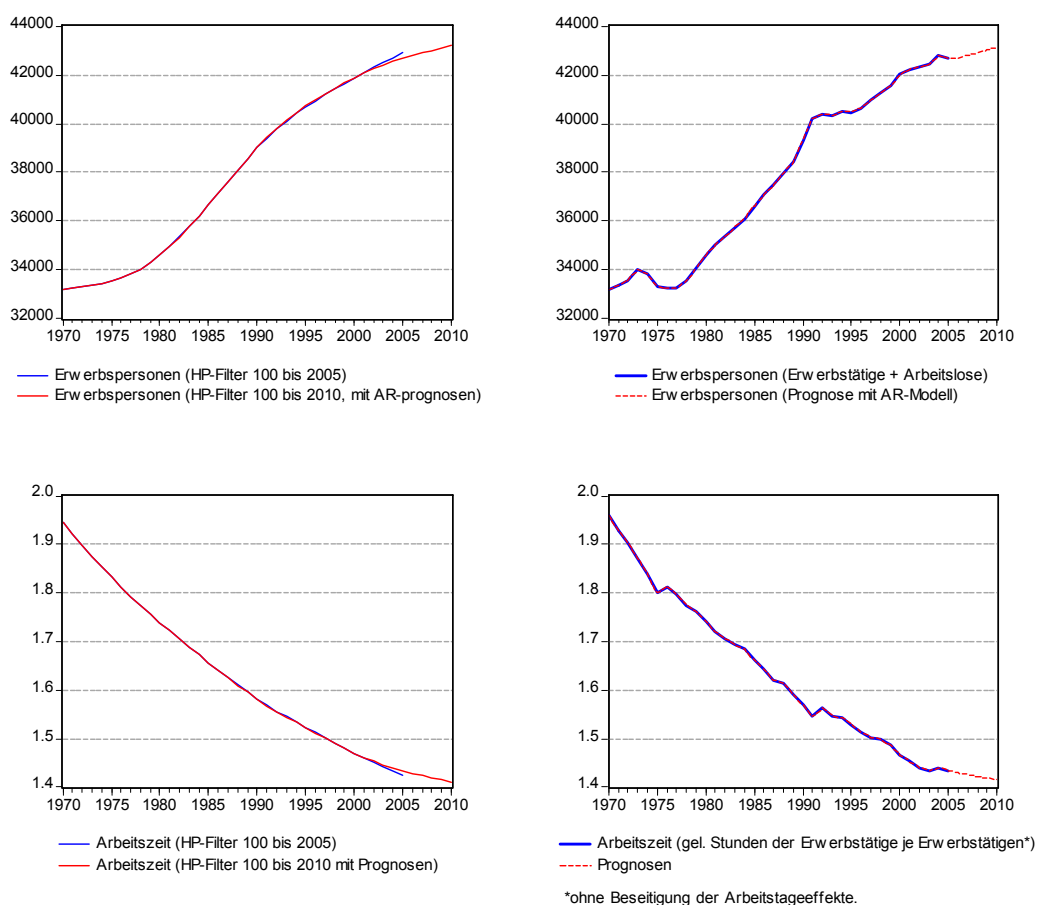 44000
42000
40000
38000
36000
34000
32000
1970 1975 1980 1985 1990 1995 2000 2005 2010
Erwerbspersonen (HP-Filter 100 bis 2005)
Erwerbspersonen (HP-Filter 100 bis 2010, mit AR-prognosen)
44000
42000
40000
38000
36000
34000
32000
1970 1975 1980 1985 1990 1995 2000 2005 2010
Erwerbspersonen (Erwerbstätige + Arbeitslose)
Erwerbspersonen (Prognose mit AR-Modell)
2.0
1.9
1.8
1.7
1.6
1.5
1.4
1970 1975 1980 1985 1990 1995 2000 2005 2010
Arbeitszeit (HP-Filter 100 bis 2005)
Arbeitszeit (HP-Filter 100 bis 2010 mit Prognosen)
2.0
1.9
1.8
1.7
1.6
1.5
1.4
1970 1975 1980 1985 1990 1995 2000 2005 2010
Arbeitszeit (gel. Stunden der Erwerbstätige je Erwerbstätigen*)
Prognosen
*ohne Beseitigung der Arbeitstageeffekte.